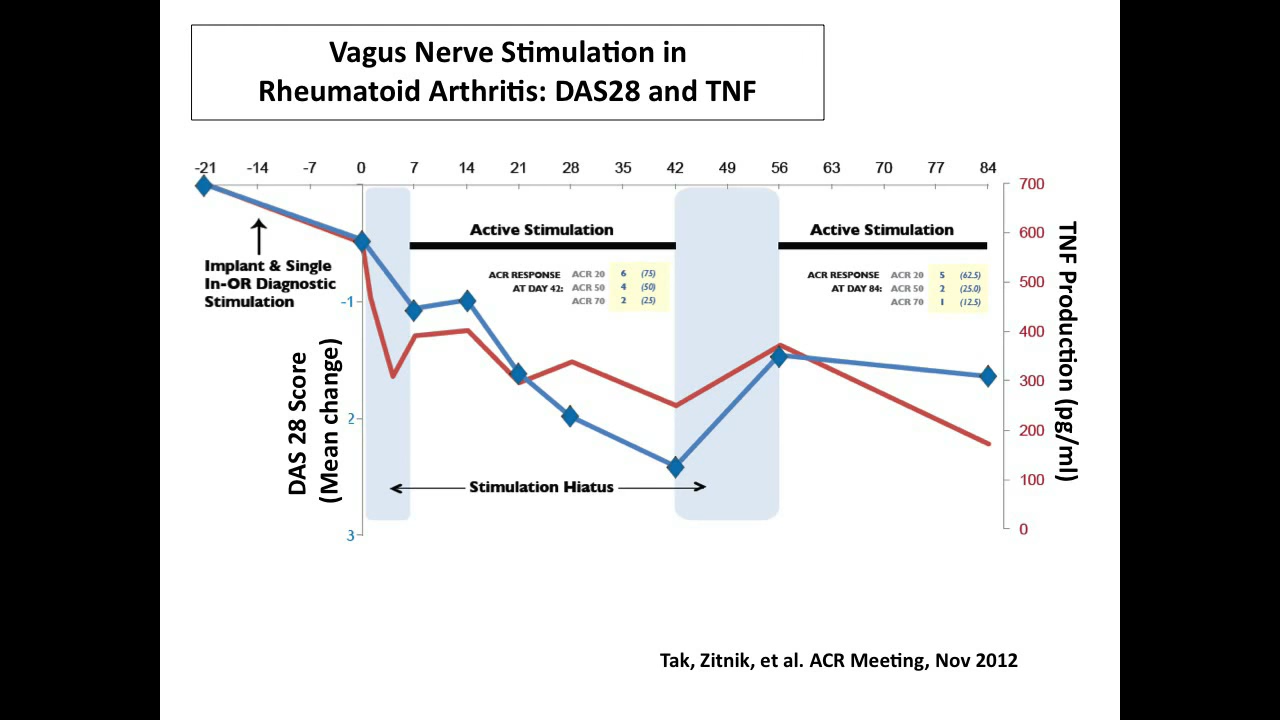 Vagus Nerve Stimulation in
Rheumatoid Arthritis: DAS28 and TNF
-21 -14 -7 0 7 14 21 28 35 42 49 56 63 70 77 84
Implant & Single
In-OR Diagnostic
Stimulation
Active Stimulation
ACR RESPONSE ACR 20 6 (75)
AT DAY 42: ACR 50 4 (50)
ACR 70 2 (25)
Active Stimulation
ACR RESPONSE ACR 20 5 (62.5)
AT DAY 84: ACR 50 2 (25.0)
ACR 70 1 (12.5)
-1
2
3
DAS 28 Score
(Mean change)
Stimulation Hiatus
700
600
500
400
300
200
100
0
TNF Production (pg/ml)
Tak, Zitnik, et al. ACR Meeting, Nov 2012